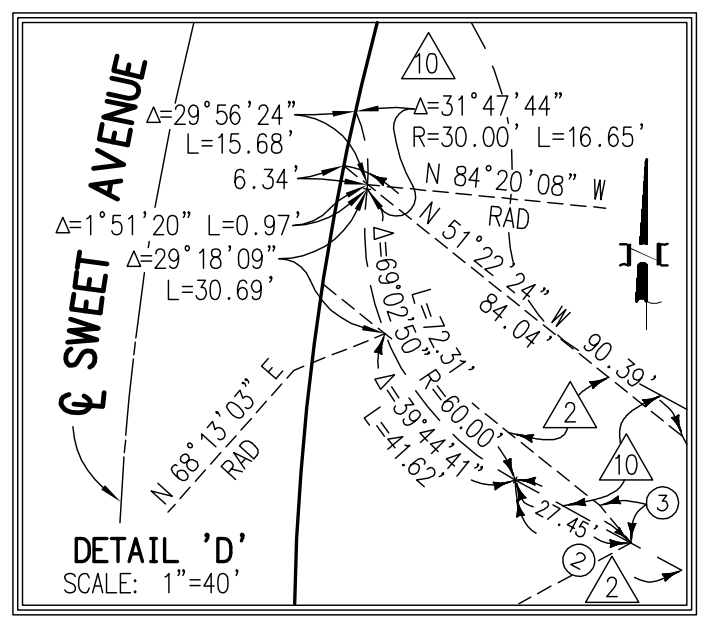 10
℄ SWEET AVENUE
Δ=29°56'24"
L=15.68'
Δ=31°47'44"
R=30.00' L=16.65'
6.34'
N 84°20'08" W
RAD
Δ=1°51'20" L=0.97'
Δ=29°18'09"
L=30.69'
N 51°22'24" W
84.04'
90.39'
Δ=69°02'50"
L=72.31'
R=60.00'
Δ=39°44'41"
L=41.62'
N 68°13'03" E
RAD
2
10
3
27.45'
2
2
DETAIL 'D'
SCALE: 1"=40'